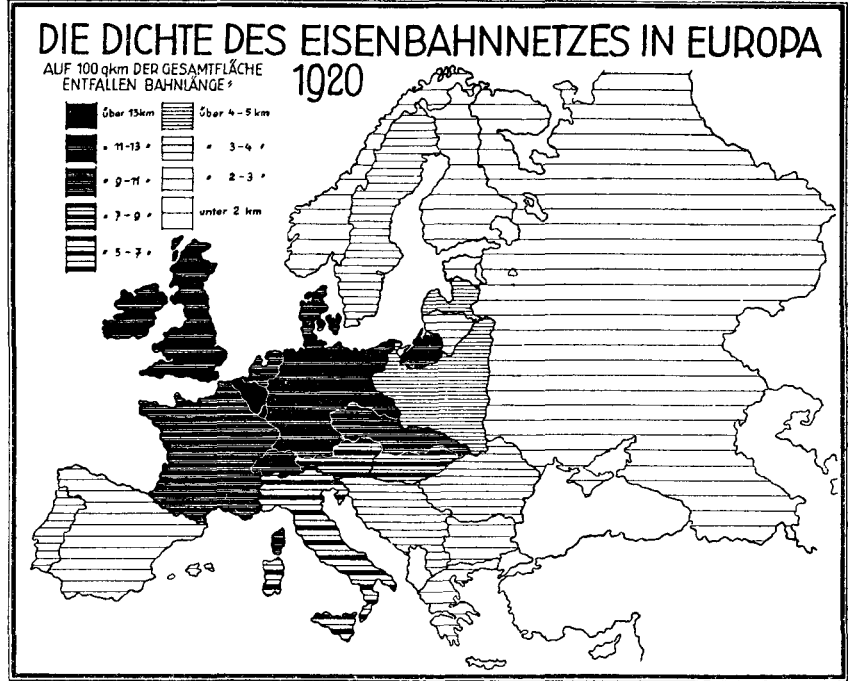 DIE DICHTE DES EISENBAHNNETZES IN EUROPA
1920
AUF 100 qkm DER GESAMTFLÄCHE
ENTFALLEN BAHNLÄNGE:
über 13km
" 11-13 "
" 9-11 "
" 7-9 "
" 5-7 "
über 4-5 km
" 3-4 "
" 2-3 "
unter 2 km